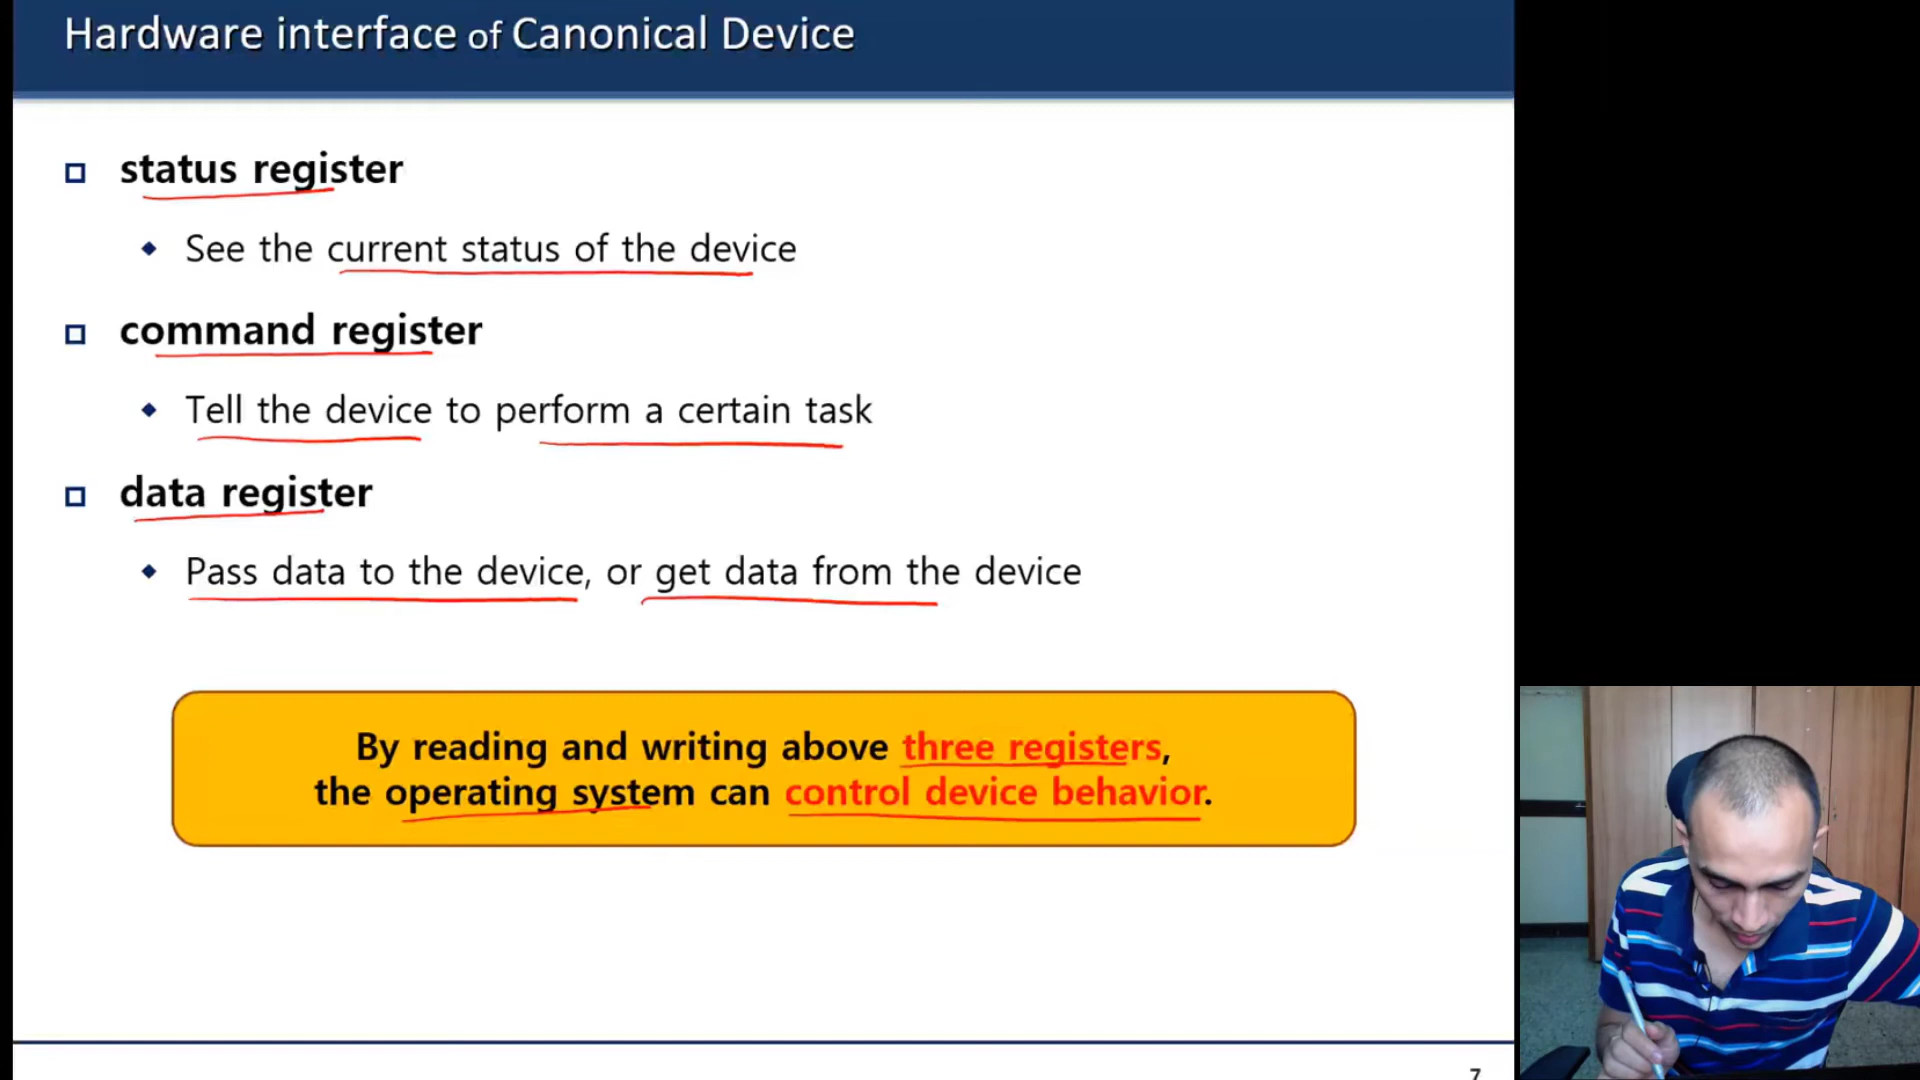 Hardware interface of Canonical Device
status register
See the current status of the device
command register
Tell the device to perform a certain task
data register
Pass data to the device, or get data from the device
By reading and writing above three registers,
the operating system can control device behavior.
7